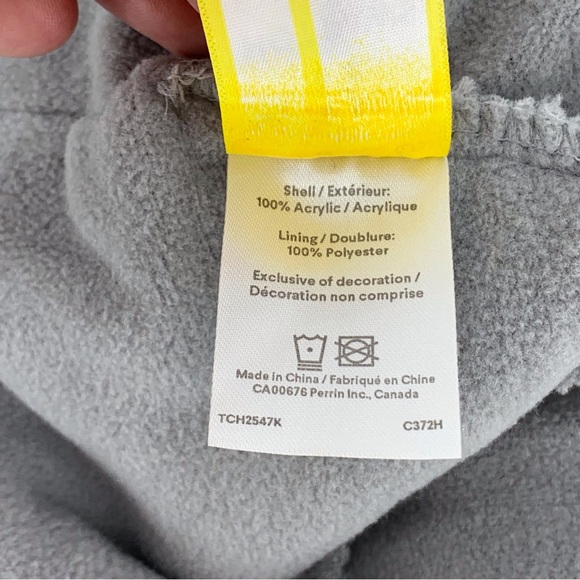 Shell / Extérieur:
100% Acrylic / Acrylique
Lining / Doublure:
100% Polyester
Exclusive of decoration /
Décoration non comprise
Made in China / Fabriqué en Chine
CA00676 Perrin Inc., Canada
TCH2547K C372H